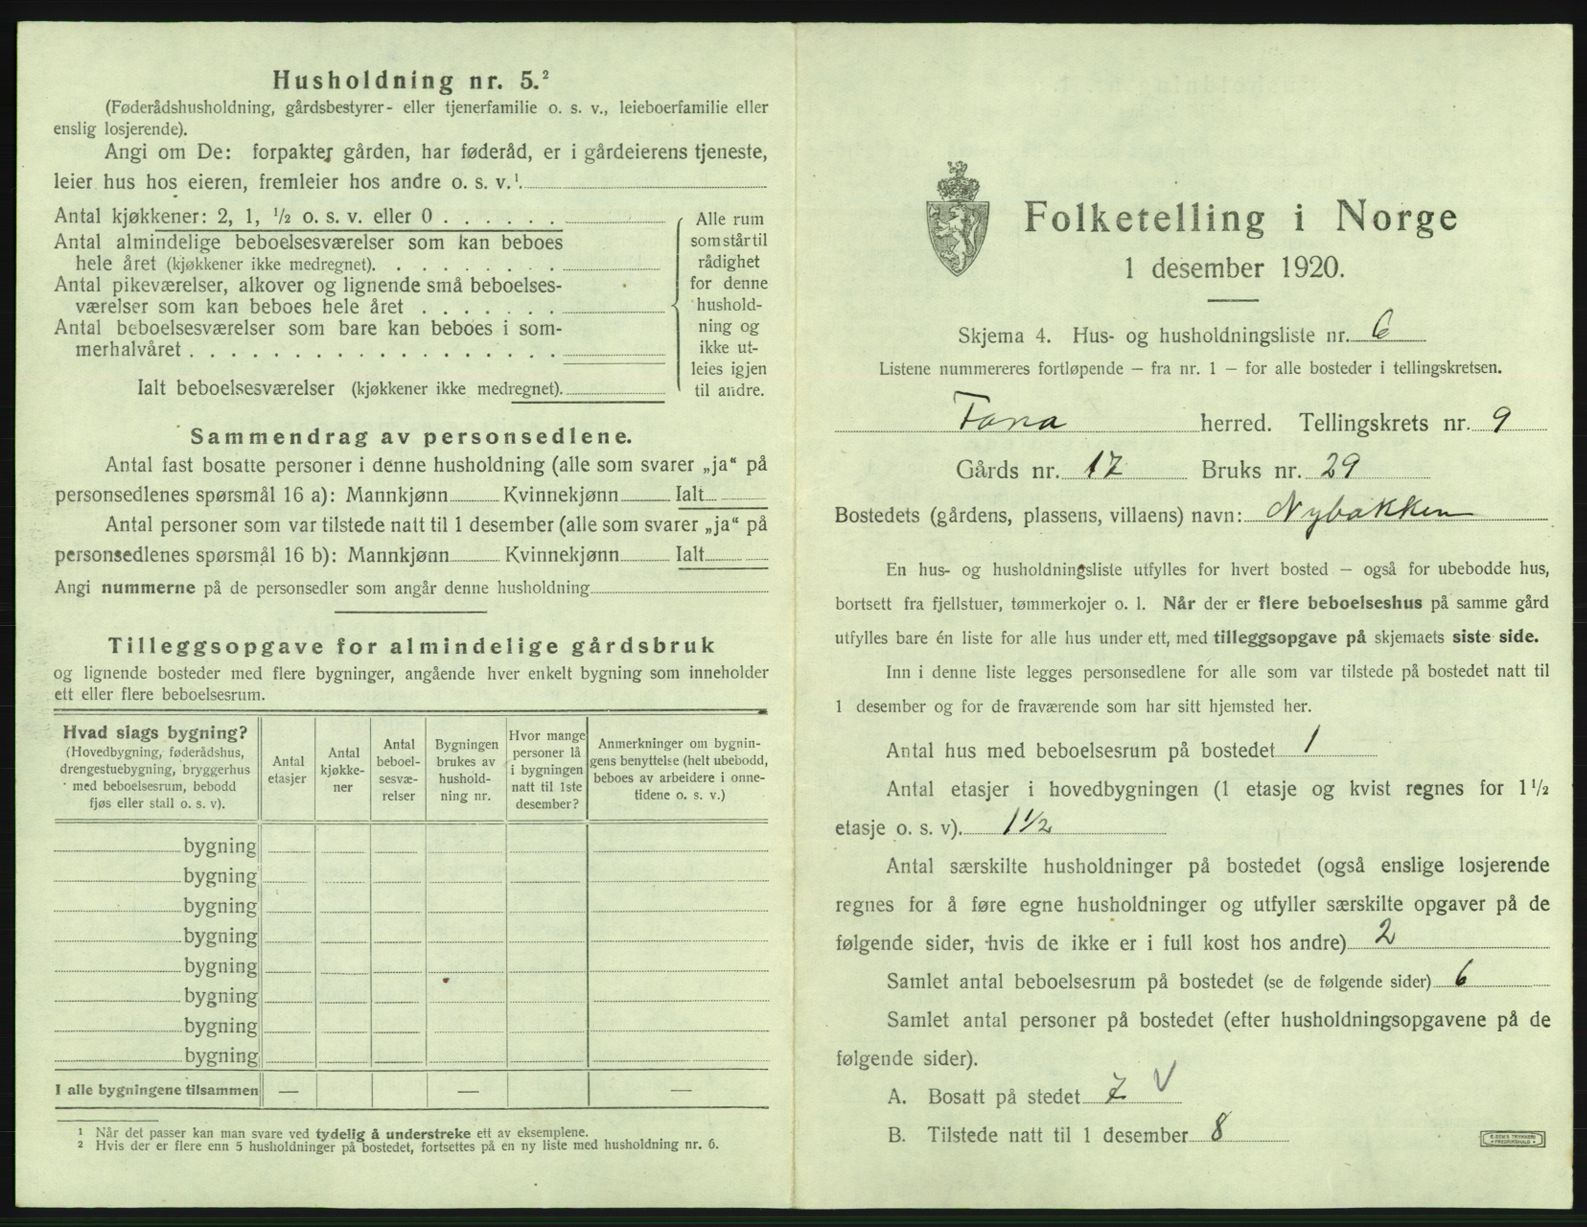 Husholdning nr. 5.²
(Føderådshusholdning, gårdsbestyrer- eller tjenerfamilie o. s. v., leieboerfamilie eller
enslig losjerende).
Angi om De: forpakter gården, har føderåd, er i gårdeierens tjeneste,
leier hus hos eieren, fremleier hos andre o. s. v.¹.
Antal kjøkkener: 2, 1, ½ o. s. v. eller 0 . . . . . .
Antal almindelige beboelsesværelser som kan beboes
hele året (kjøkkener ikke medregnet). . . . . . . . .
Antal pikeværelser, alkover og lignende små beboelses-
værelser som kan beboes hele året . . . . . . .
Antal beboelsesværelser som bare kan beboes i som-
merhalvåret . . . . . . . . . . . . . . . . . .
Ialt beboelsesværelser (kjøkkener ikke medregnet).
Alle rum
som står til
rådighet
for denne
hushold-
ning og
ikke ut-
leies igjen
til andre.
Sammendrag av personsedlene.
Antal fast bosatte personer i denne husholdning (alle som svarer „ja“ på
personsedlenes spørsmål 16 a): Mannkjønn Kvinnekjønn Ialt
Antal personer som var tilstede natt til 1 desember (alle som svarer „ja“ på
personsedlenes spørsmål 16 b): Mannkjønn Kvinnekjønn Ialt
Angi nummerne på de personsedler som angår denne husholdning
Tilleggsopgave for almindelige gårdsbruk
og lignende bosteder med flere bygninger, angående hver enkelt bygning som inneholder
ett eller flere beboelsesrum.
Hvad slags bygning?
(Hovedbygning, føderådshus,
drengestuebygning, bryggerhus
med beboelsesrum, bebodd
fjøs eller stall o. s. v).
Antal
etasjer
Antal
kjøkke-
ner
Antal
beboel-
sesvæ-
relser
Bygningen
brukes av
hushold-
ning nr.
Hvor mange
personer lå
i bygningen
natt til 1ste
desember?
Anmerkninger om bygnin-
gens benyttelse (helt ubebodd,
beboes av arbeidere i onne-
tidene o. s. v.)
bygning
bygning
bygning
bygning
bygning
bygning
bygning
bygning
I alle bygningene tilsammen — — —
¹ Når det passer kan man svare ved tydelig å understreke ett av eksemplene.
² Hvis der er flere enn 5 husholdninger på bostedet, fortsettes på en ny liste med husholdning nr. 6.
Folketelling i Norge
1 desember 1920.
Skjema 4. Hus- og husholdningsliste nr. 6
Listene nummereres fortløpende — fra nr. 1 — for alle bosteder i tellingskretsen.
Fana herred. Tellingskrets nr. 9
Gårds nr. 17 Bruks nr. 29
Bostedets (gårdens, plassens, villaens) navn: Nybakken
En hus- og husholdningsliste utfylles for hvert bosted — også for ubebodde hus,
bortsett fra fjellstuer, tømmerkojer o. l. Når der er flere beboelseshus på samme gård
utfylles bare én liste for alle hus under ett, med tilleggsopgave på skjemaets siste side.
Inn i denne liste legges personsedlene for alle som var tilstede på bostedet natt til
1 desember og for de fraværende som har sitt hjemsted her.
Antal hus med beboelsesrum på bostedet 1
Antal etasjer i hovedbygningen (1 etasje og kvist regnes for 1 ½
etasje o. s. v). 1½
Antal særskilte husholdninger på bostedet (også enslige losjerende
regnes for å føre egne husholdninger og utfyller særskilte opgaver på de
følgende sider, hvis de ikke er i full kost hos andre) 2
Samlet antal beboelsesrum på bostedet (se de følgende sider) 6
Samlet antal personer på bostedet (efter husholdningsopgavene på de
følgende sider).
A. Bosatt på stedet 7 V
B. Tilstede natt til 1 desember 8